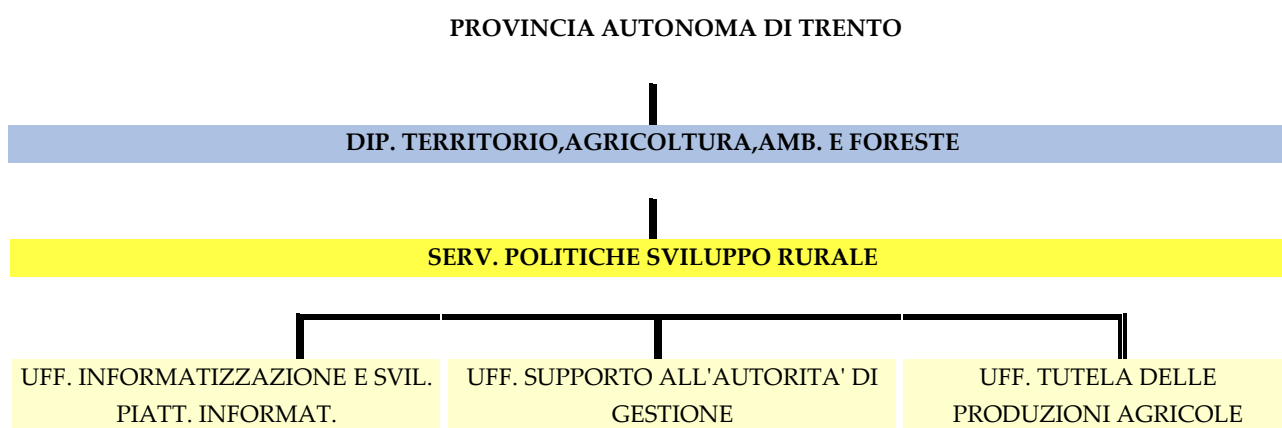 PROVINCIA AUTONOMA DI TRENTO
DIP. TERRITORIO,AGRICOLTURA,AMB. E FORESTE
SERV. POLITICHE SVILUPPO RURALE
UFF. INFORMATIZZAZIONE E SVIL.
PIATT. INFORMAT.
UFF. SUPPORTO ALL'AUTORITA' DI
GESTIONE
UFF. TUTELA DELLE
PRODUZIONI AGRICOLE